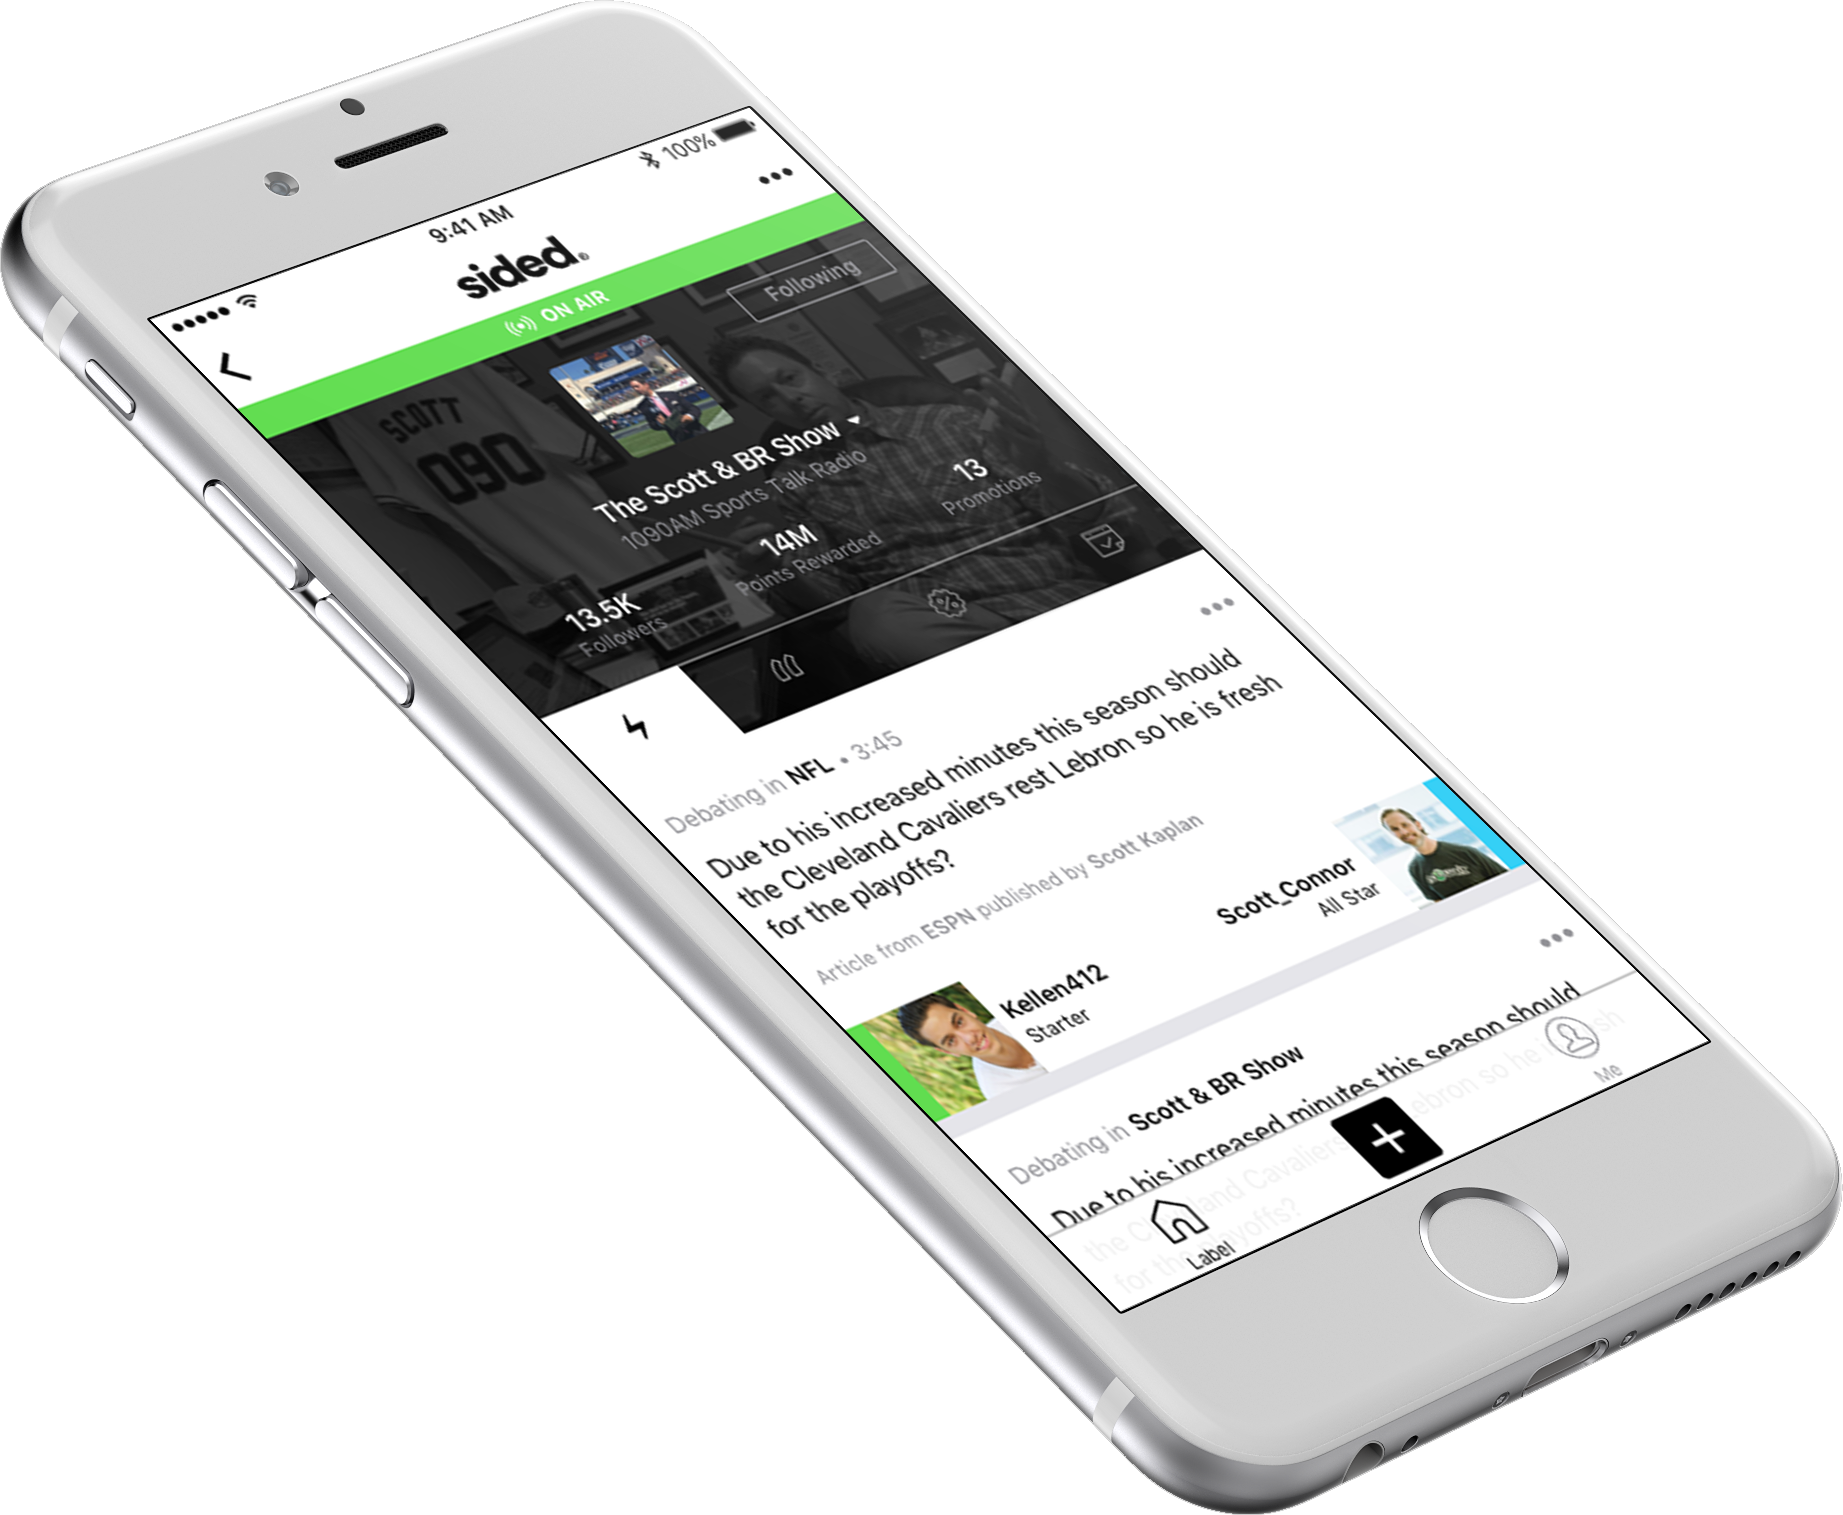 9:41 AM
100%
sided.
ON AIR
Following
SCOTT
090
The Scott & BR Show
1090AM Sports Talk Radio
13.5K
Followers
14M
Points Rewarded
13
Promotions
Debating in NFL • 3:45
Due to his increased minutes this season should
the Cleveland Cavaliers rest Lebron so he is fresh
for the playoffs?
Article from ESPN published by Scott Kaplan
Scott_Connor
All Star
Kellen412
Starter
Debating in Scott & BR Show
Due to his increased minutes this season should
the Cleveland Cavaliers Lebron so he is fresh
for the playoffs?
Label
Me